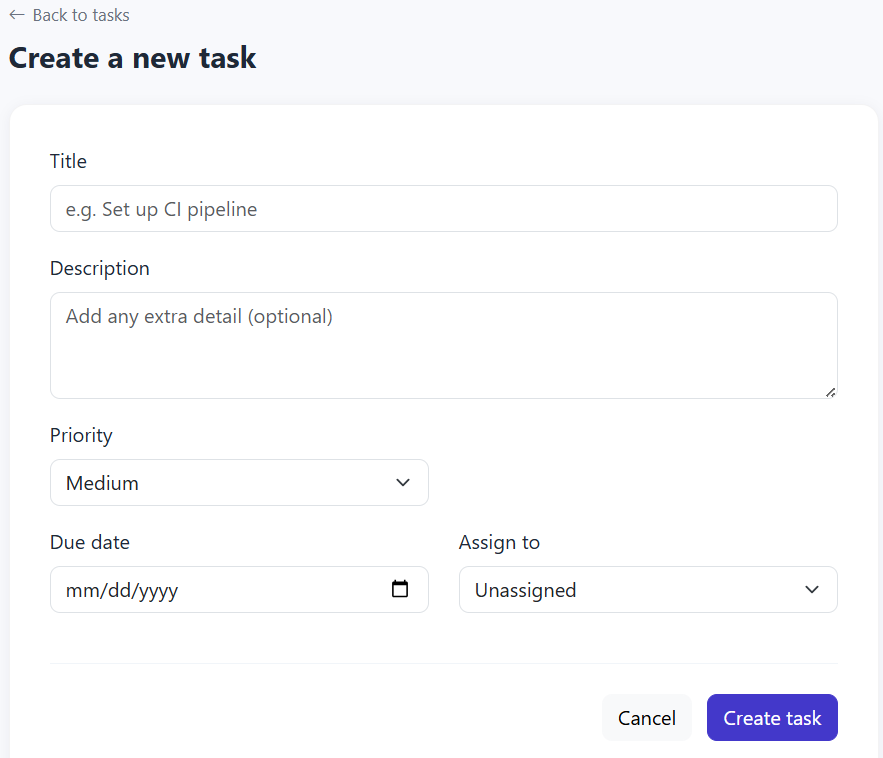 ← Back to tasks
Create a new task
Title
e.g. Set up CI pipeline
Description
Add any extra detail (optional)
Priority
Medium
Due date
Assign to
mm/dd/yyyy
Unassigned
Cancel
Create task